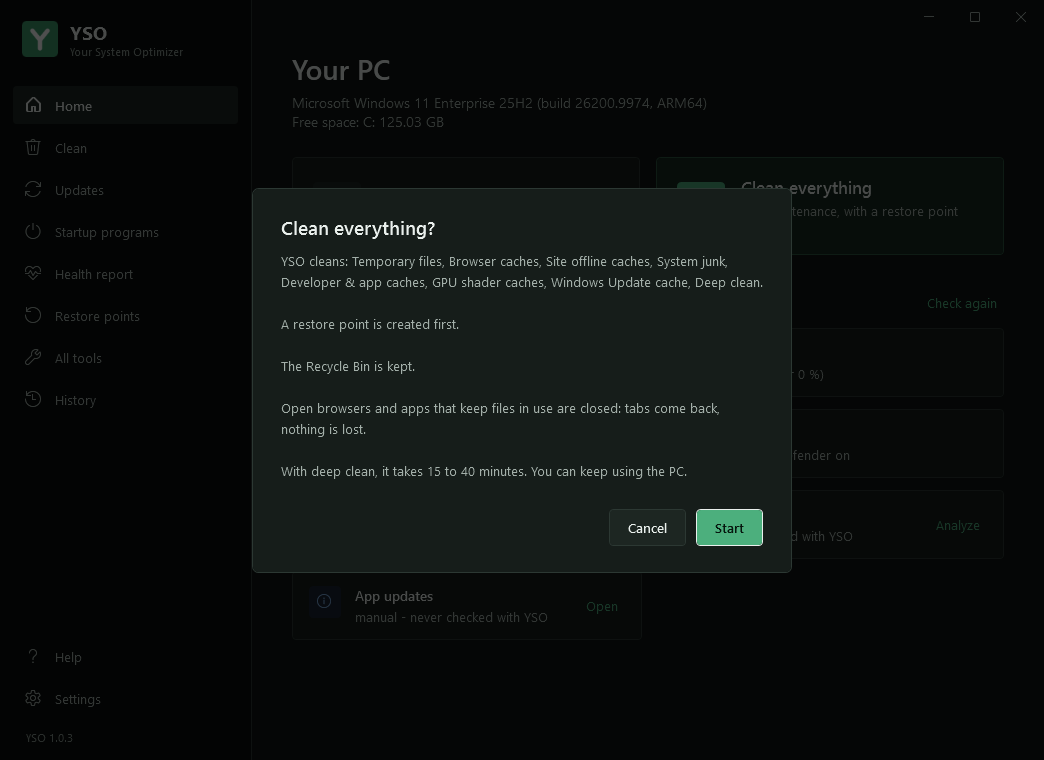 YSO
Your System Optimizer
Home
Clean
Updates
Startup programs
Health report
Restore points
All tools
History
Help
Settings
YSO 1.0.3
Your PC
Microsoft Windows 11 Enterprise 25H2 (build 26200.9974, ARM64)
Free space: C: 125.03 GB
Clean everything
tenance, with a restore point
Check again
0 %)
fender on
d with YSO
Analyze
Clean everything?
YSO cleans: Temporary files, Browser caches, Site offline caches, System junk,
Developer & app caches, GPU shader caches, Windows Update cache, Deep clean.
A restore point is created first.
The Recycle Bin is kept.
Open browsers and apps that keep files in use are closed: tabs come back,
nothing is lost.
With deep clean, it takes 15 to 40 minutes. You can keep using the PC.
Cancel
Start
App updates
manual - never checked with YSO
Open